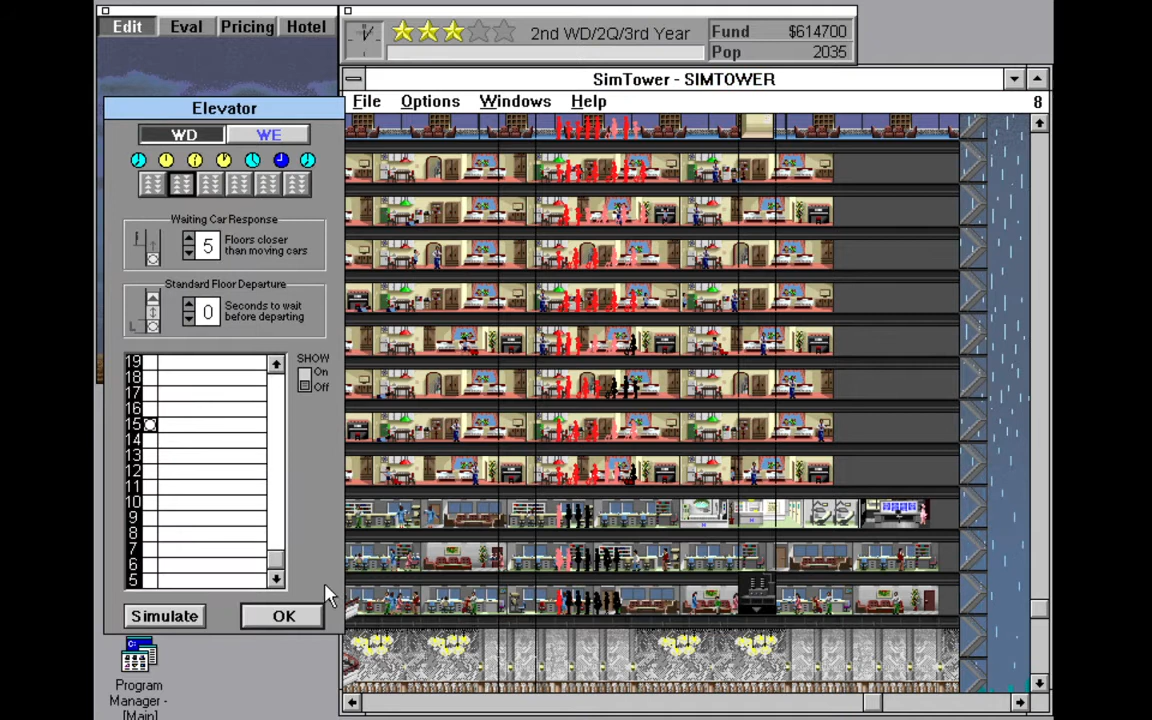 Edit Eval Pricing Hotel
2nd WD/2Q/3rd Year
Fund $614700
Pop 2035
SimTower - SIMTOWER
File Options Windows Help 8
Elevator
WD WE
Waiting Car Response
5 Floors closer
than moving cars
Standard Floor Departure
0 Seconds to wait
before departing
SHOW
On
Off
19
18
17
16
15
14
13
12
11
10
9
8
7
6
5
Simulate OK
Program
Manager -
[Main]